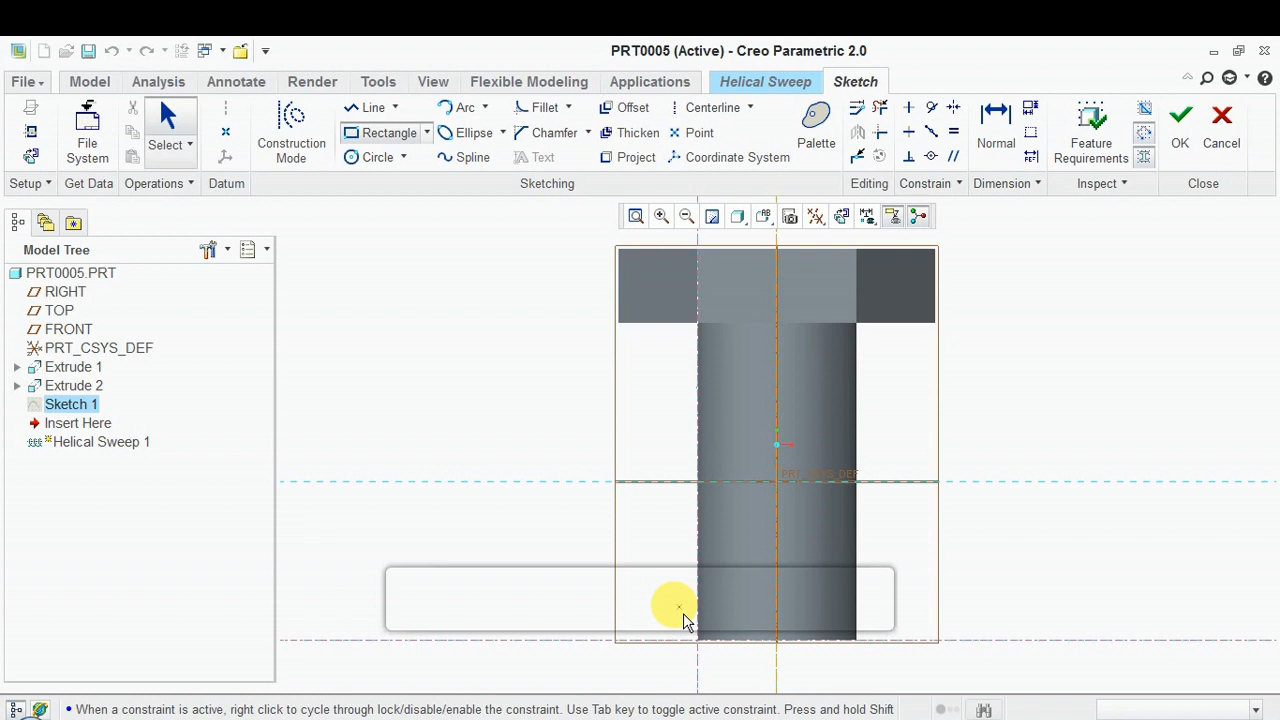 PRT0005 (Active) - Creo Parametric 2.0
File Model Analysis Annotate Render Tools View Flexible Modeling Applications Helical Sweep Sketch
File System
Select
Construction Mode
Line Arc Fillet Offset Centerline
Rectangle Ellipse Chamfer Thicken Point
Circle Spline Text Project Coordinate System
Palette
Normal
Feature Requirements
OK Cancel
Setup Get Data Operations Datum Sketching Editing Constrain Dimension Inspect Close
Model Tree
PRT0005.PRT
RIGHT
TOP
FRONT
PRT_CSYS_DEF
Extrude 1
Extrude 2
Sketch 1
Insert Here
Helical Sweep 1
PRT_CSYS_DEF
• When a constraint is active, right click to cycle through lock/disable/enable the constraint. Use Tab key to toggle active constraint. Press and hold Shift